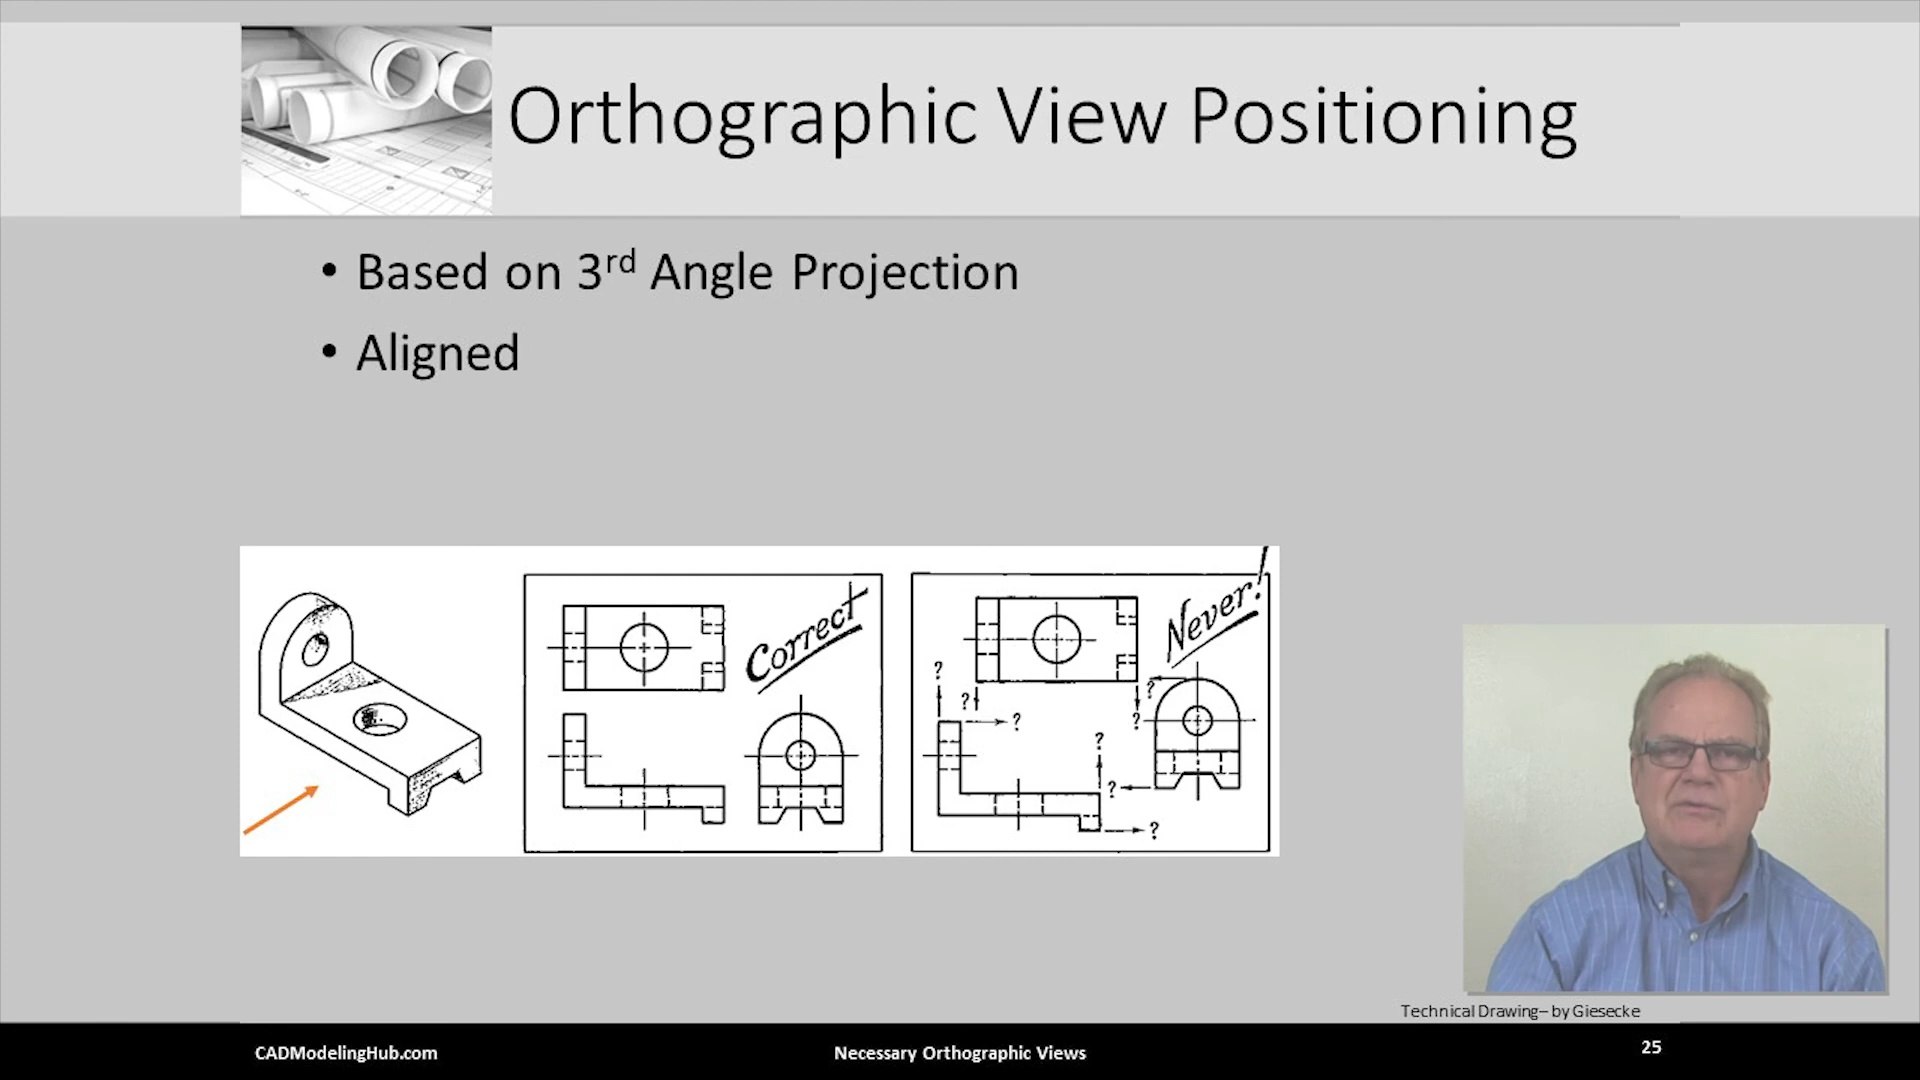 Orthographic View Positioning
• Based on 3rd Angle Projection
• Aligned
Correct
Never!
?
?
?
?
?
?
?
?
Technical Drawing– by Giesecke
CADModelingHub.com
Necessary Orthographic Views
25